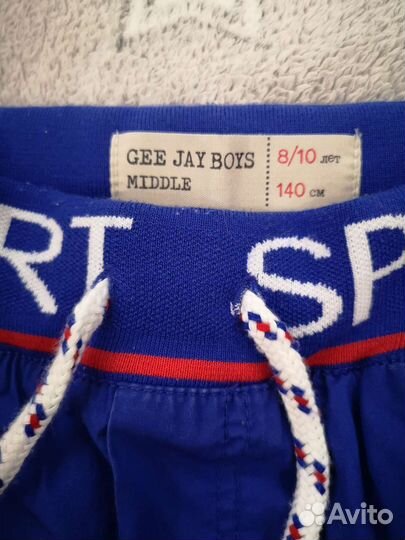 GEE JAY BOYS
MIDDLE
8/10 лет
140 см
RT SP
Avito